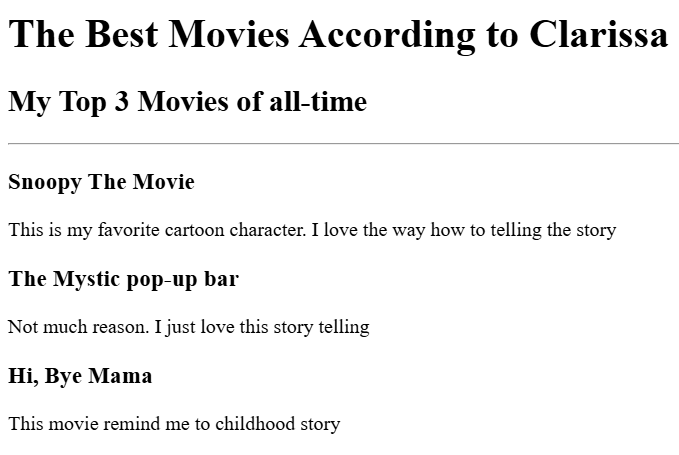 The Best Movies According to Clarissa
My Top 3 Movies of all-time
Snoopy The Movie
This is my favorite cartoon character. I love the way how to telling the story
The Mystic pop-up bar
Not much reason. I just love this story telling
Hi, Bye Mama
This movie remind me to childhood story